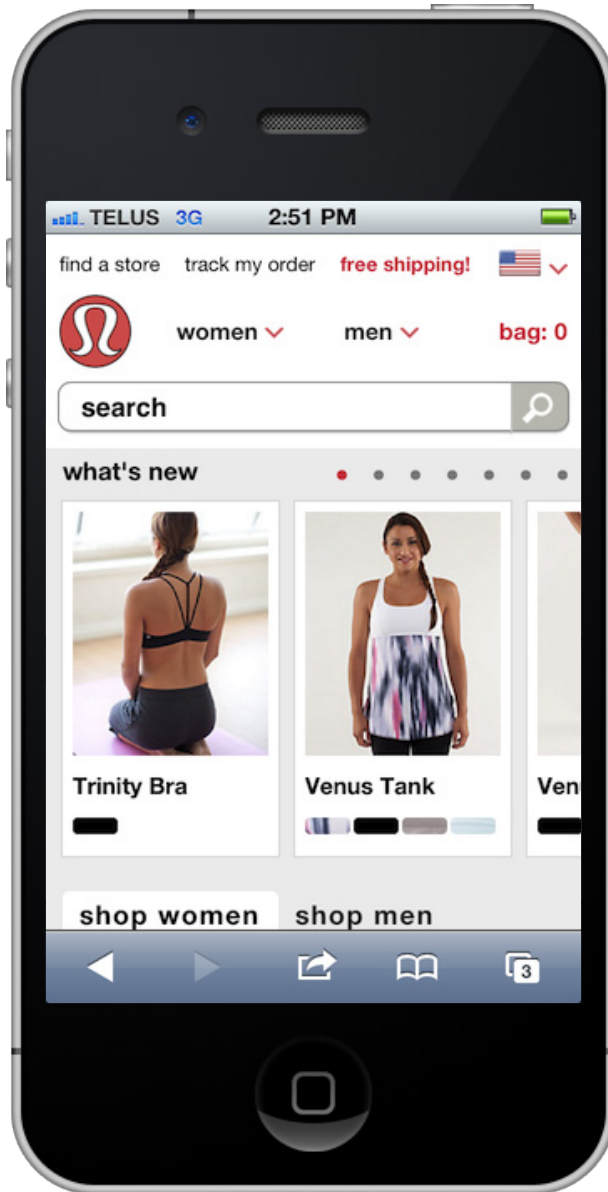 TELUS 3G 2:51 PM
find a store track my order free shipping!
women men bag: 0
search
what's new
Trinity Bra Venus Tank Ven
shop women shop men
3